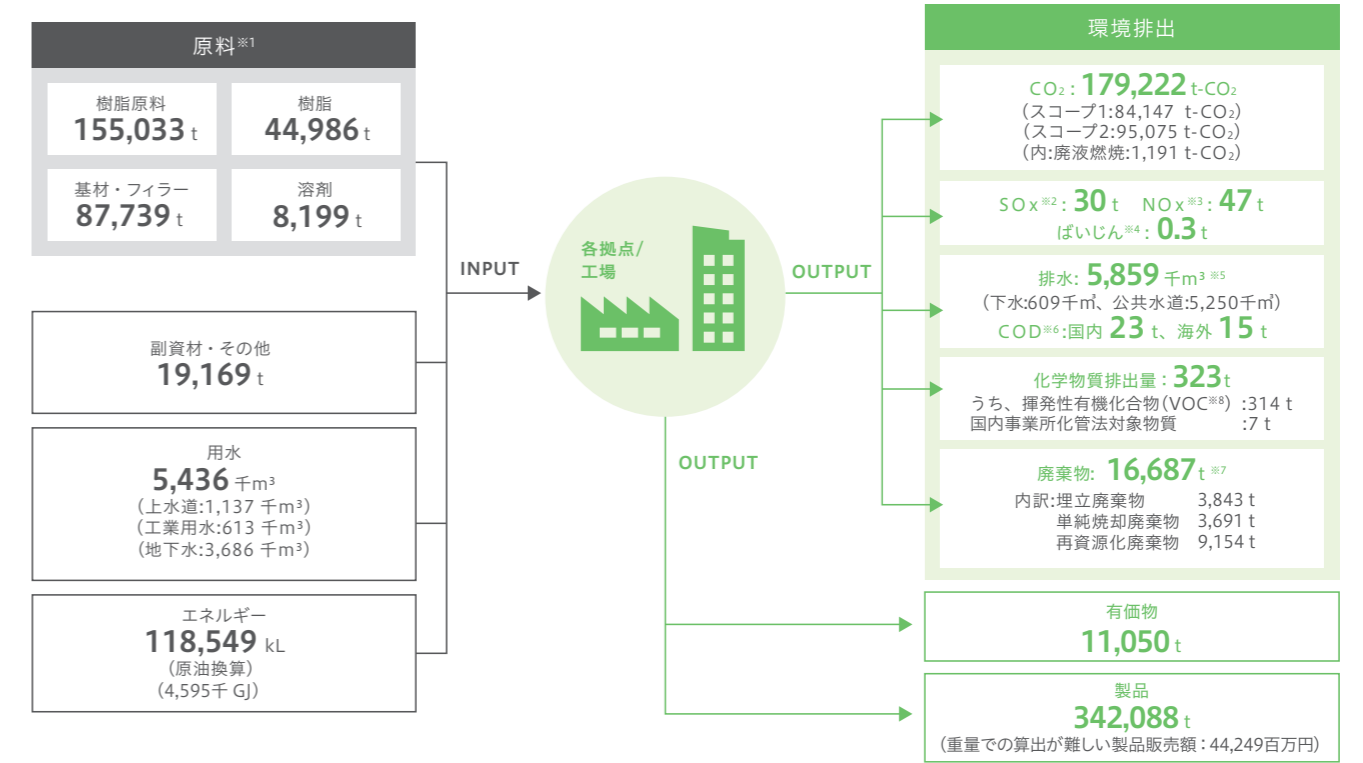 原料※1
樹脂原料
155,033 t
樹脂
44,986 t
基材・フィラー
87,739 t
溶剤
8,199 t
副資材・その他
19,169 t
用水
5,436 千m³
(上水道:1,137 千m³)
(工業用水:613 千m³)
(地下水:3,686 千m³)
エネルギー
118,549 kL
(原油換算)
(4,595千 GJ)
INPUT
各拠点/
工場
OUTPUT
OUTPUT
環境排出
CO₂ : 179,222 t-CO₂
(スコープ1:84,147 t-CO₂)
(スコープ2:95,075 t-CO₂)
(内:廃液燃焼:1,191 t-CO₂)
SOx※2 : 30 t NOx※3 : 47 t
ばいじん※4 : 0.3 t
排水: 5,859 千m³ ※5
(下水:609千㎥、公共水道:5,250千㎥)
COD※6:国内 23 t、海外 15 t
化学物質排出量 : 323 t
うち、揮発性有機化合物(VOC※8) :314 t
国内事業所化管法対象物質 :7 t
廃棄物: 16,687 t ※7
内訳:埋立廃棄物 3,843 t
単純焼却廃棄物 3,691 t
再資源化廃棄物 9,154 t
有価物
11,050 t
製品
342,088 t
(重量での算出が難しい製品販売額:44,249百万円)